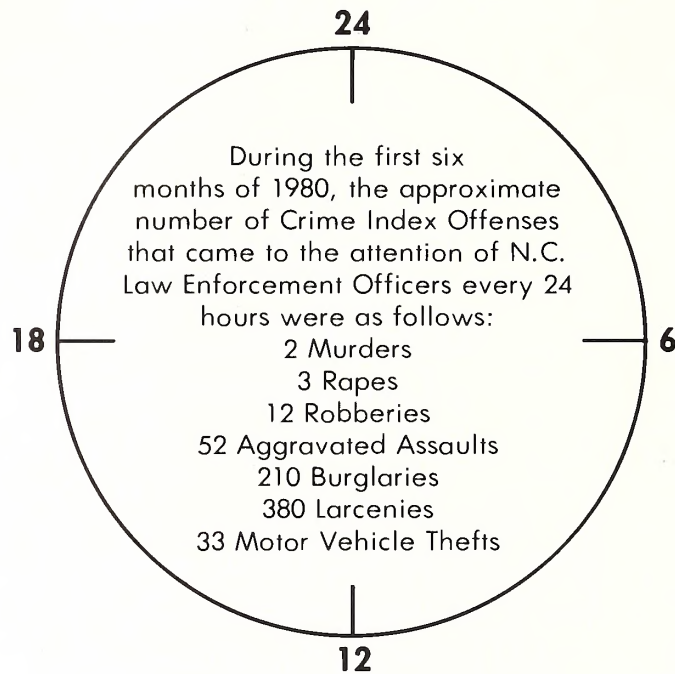 24
During the first six
months of 1980, the approximate
number of Crime Index Offenses
that came to the attention of N.C.
Law Enforcement Officers every 24
hours were as follows:
18
6
2 Murders
3 Rapes
12 Robberies
52 Aggravated Assaults
210 Burglaries
380 Larcenies
33 Motor Vehicle Thefts
12